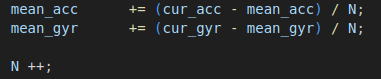 mean_acc      += (cur_acc - mean_acc) / N;
mean_gyr      += (cur_gyr - mean_gyr) / N;
N ++;